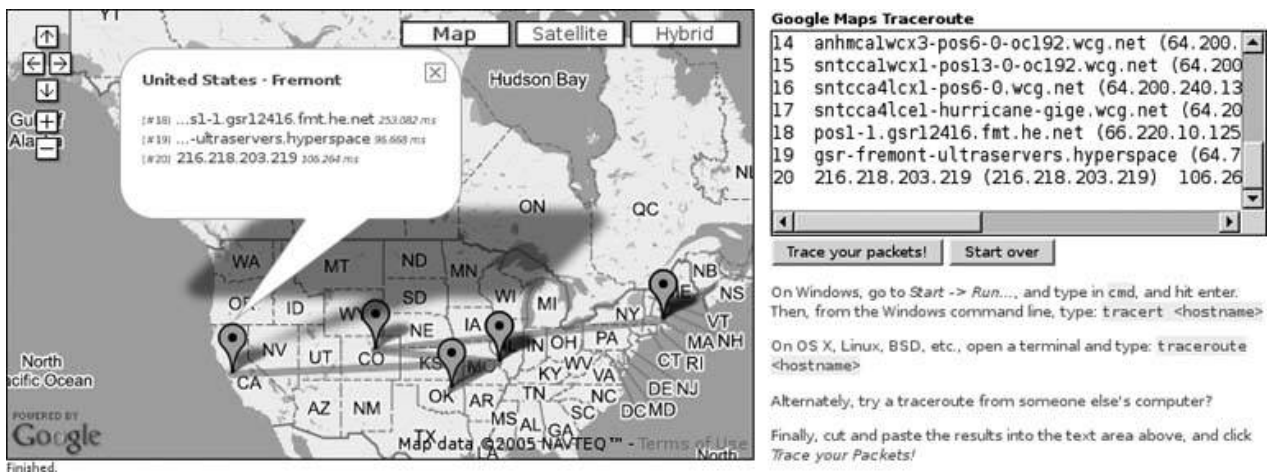 Map
Satellite
Hybrid
United States - Fremont
[#18] ...s1-1.gsr12416.fmt.he.net 253.082 ms
[#19] ...-ultraservers.hyperspace 96.668 ms
[#20] 216.218.203.219 106.264 ms
Hudson Bay
ON
QC
WA
MT
ND
MN
NB
ID
SD
WI
MI
NS
NE
IA
NY
VT
NV
UT
CO
KS
IN
OH
PA
MA NH
CA
KY
WV
VA
CT RI
North
OK
AR
TN
NC
DE NJ
AZ
NM
SC
DC MD
MS
AL
GA
TX
LA
POWERED BY
Google
Map data ©2005 NAVTEQ™ - Terms of Use
North
Finished.
Google Maps Traceroute
14 anhmca1wcx3-pos6-0-oc192.wcg.net (64.200.
15 sntcca1wcx1-pos13-0-oc192.wcg.net (64.200
16 sntcca4lcx1-pos6-0.wcg.net (64.200.240.13
17 sntcca4lce1-hurricane-gige.wcg.net (64.20
18 pos1-1.gsr12416.fmt.he.net (66.220.10.125
19 gsr-fremont-ultraservers.hyperspace (64.7
20 216.218.203.219 (216.218.203.219) 106.26
Trace your packets!
Start over
On Windows, go to Start -> Run..., and type in cmd, and hit enter.
Then, from the Windows command line, type: tracert <hostname>
On OS X, Linux, BSD, etc., open a terminal and type: traceroute
<hostname>
Alternately, try a traceroute from someone else's computer?
Finally, cut and paste the results into the text area above, and click
Trace your Packets!